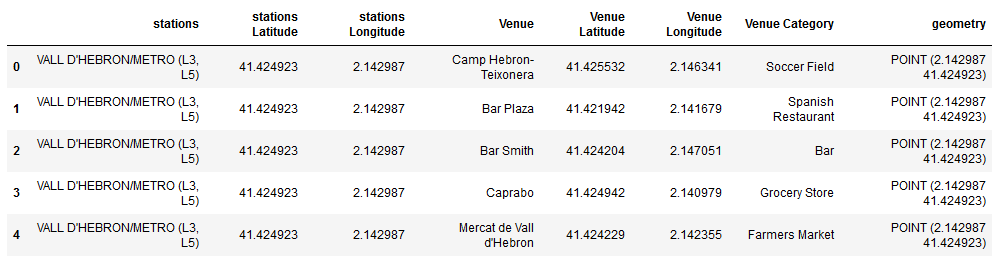 stations stations Latitude stations Longitude Venue Venue Latitude Venue Longitude Venue Category geometry
0 VALL D'HEBRON/METRO (L3, L5) 41.424923 2.142987 Camp Hebron-Teixonera 41.425532 2.146341 Soccer Field POINT (2.142987 41.424923)
1 VALL D'HEBRON/METRO (L3, L5) 41.424923 2.142987 Bar Plaza 41.421942 2.141679 Spanish Restaurant POINT (2.142987 41.424923)
2 VALL D'HEBRON/METRO (L3, L5) 41.424923 2.142987 Bar Smith 41.424204 2.147051 Bar POINT (2.142987 41.424923)
3 VALL D'HEBRON/METRO (L3, L5) 41.424923 2.142987 Caprabo 41.424942 2.140979 Grocery Store POINT (2.142987 41.424923)
4 VALL D'HEBRON/METRO (L3, L5) 41.424923 2.142987 Mercat de Vall d'Hebron 41.424229 2.142355 Farmers Market POINT (2.142987 41.424923)